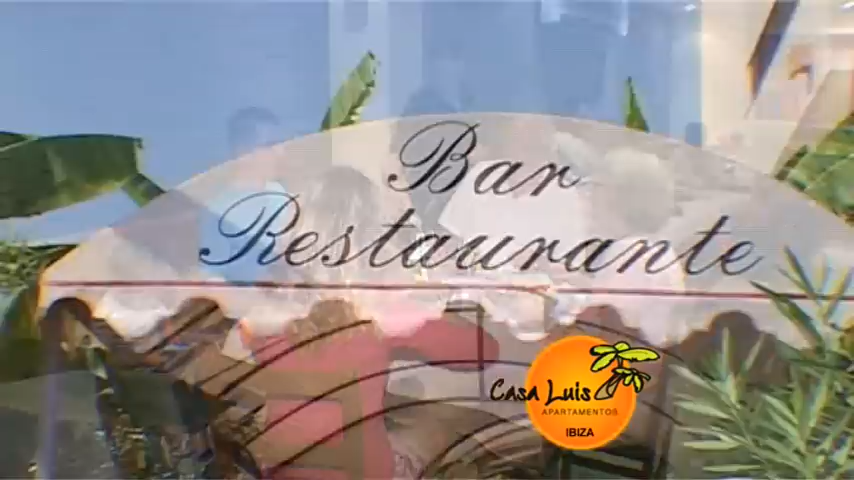 Bar
Restaurante
Casa Luis
APARTAMENTOS
IBIZA